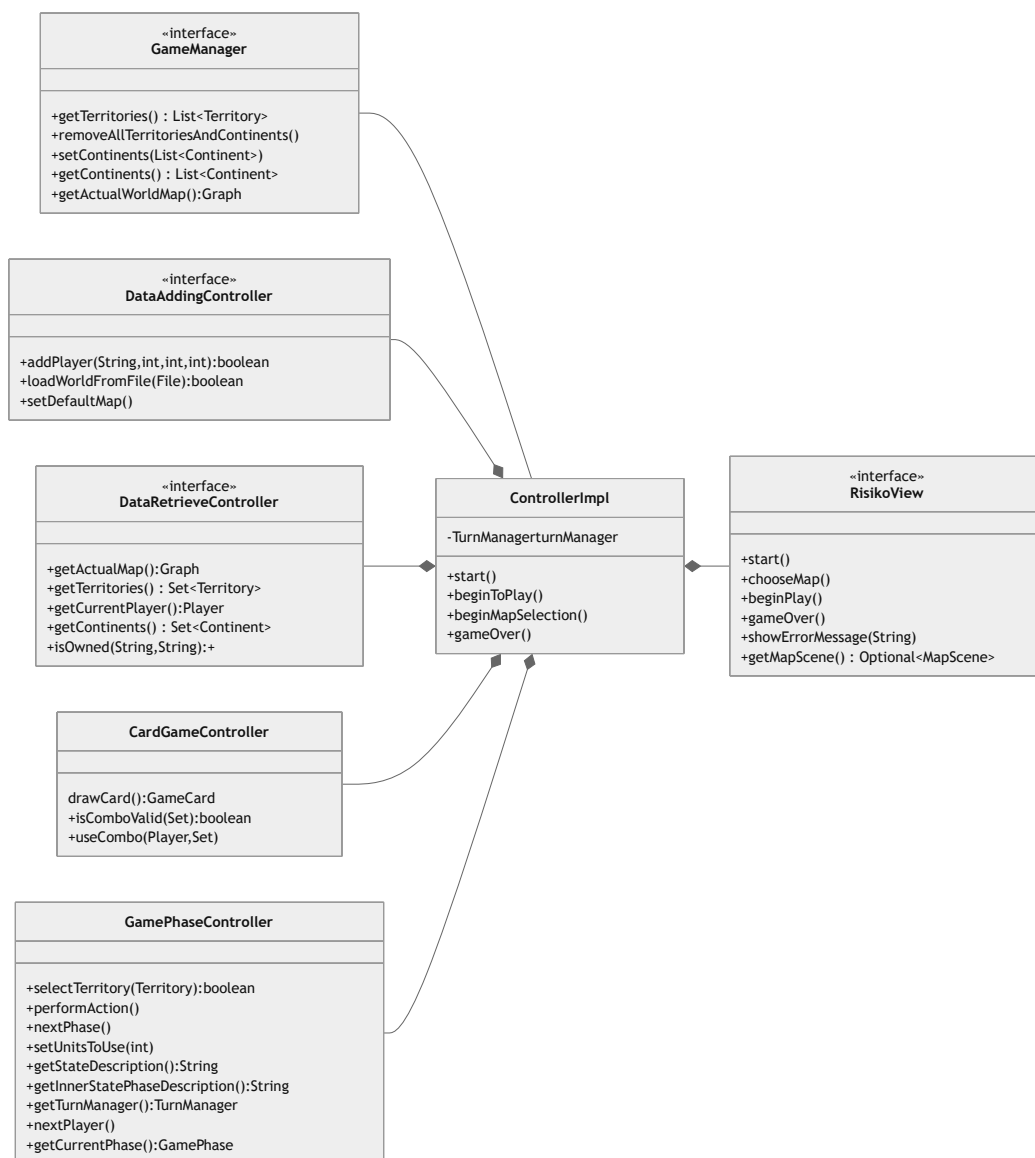 «interface»
GameManager
+getTerritories() : List<Territory>
+removeAllTerritoriesAndContinents()
+setContinents(List<Continent>)
+getContinents() : List<Continent>
+getActualWorldMap():Graph
«interface»
DataAddingController
+addPlayer(String,int,int,int):boolean
+loadWorldFromFile(File):boolean
+setDefaultMap()
«interface»
DataRetrieveController
+getActualMap():Graph
+getTerritories() : Set<Territory>
+getCurrentPlayer():Player
+getContinents() : Set<Continent>
+isOwned(String,String):+
ControllerImpl
-TurnManagerturnManager
+start()
+beginToPlay()
+beginMapSelection()
+gameOver()
«interface»
RisikoView
+start()
+chooseMap()
+beginPlay()
+gameOver()
+showErrorMessage(String)
+getMapScene() : Optional<MapScene>
CardGameController
drawCard():GameCard
+isComboValid(Set):boolean
+useCombo(Player,Set)
GamePhaseController
+selectTerritory(Territory):boolean
+performAction()
+nextPhase()
+setUnitsToUse(int)
+getStateDescription():String
+getInnerStatePhaseDescription():String
+getTurnManager():TurnManager
+nextPlayer()
+getCurrentPhase():GamePhase